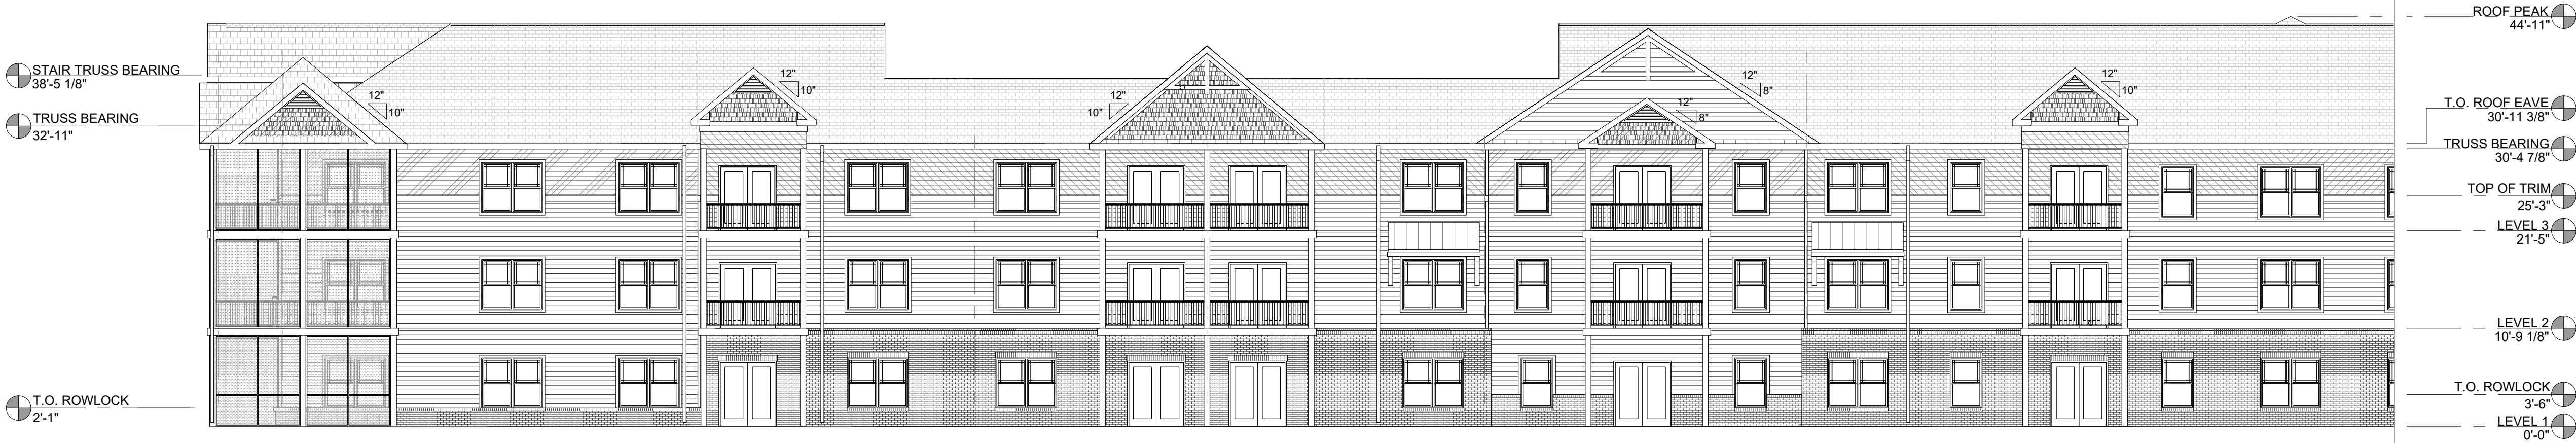 STAIR TRUSS BEARING
38'-5 1/8"
TRUSS BEARING
32'-11"
T.O. ROWLOCK
2'-1"
12"
10"
12"
10"
12"
10"
12"
8"
12"
8"
12"
10"
ROOF PEAK
44'-11"
T.O. ROOF EAVE
30'-11 3/8"
TRUSS BEARING
30'-4 7/8"
TOP OF TRIM
25'-3"
LEVEL 3
21'-5"
LEVEL 2
10'-9 1/8"
T.O. ROWLOCK
3'-6"
LEVEL 1
0'-0"